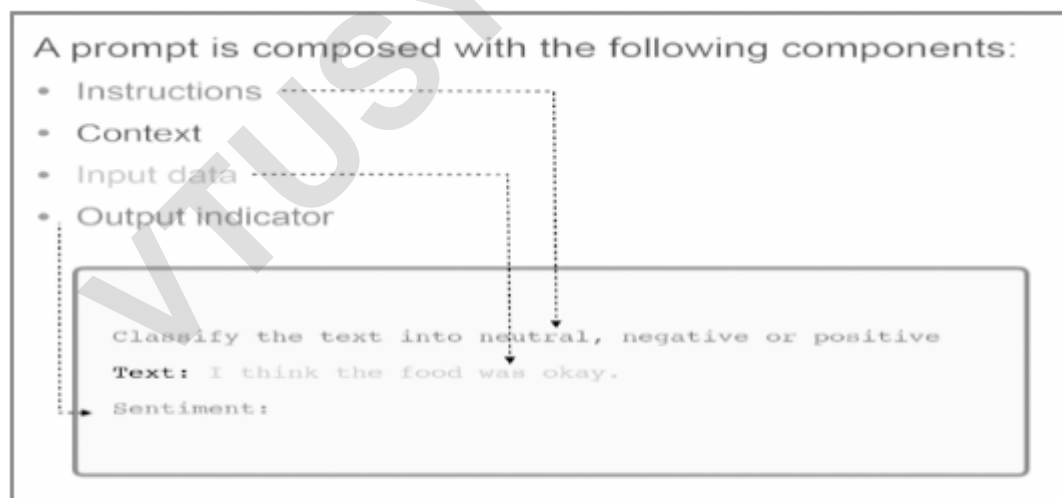 A prompt is composed with the following components:
• Instructions
• Context
• Input data
• Output indicator
Classify the text into neutral, negative or positive
Text: I think the food was okay.
Sentiment:
VTUSY